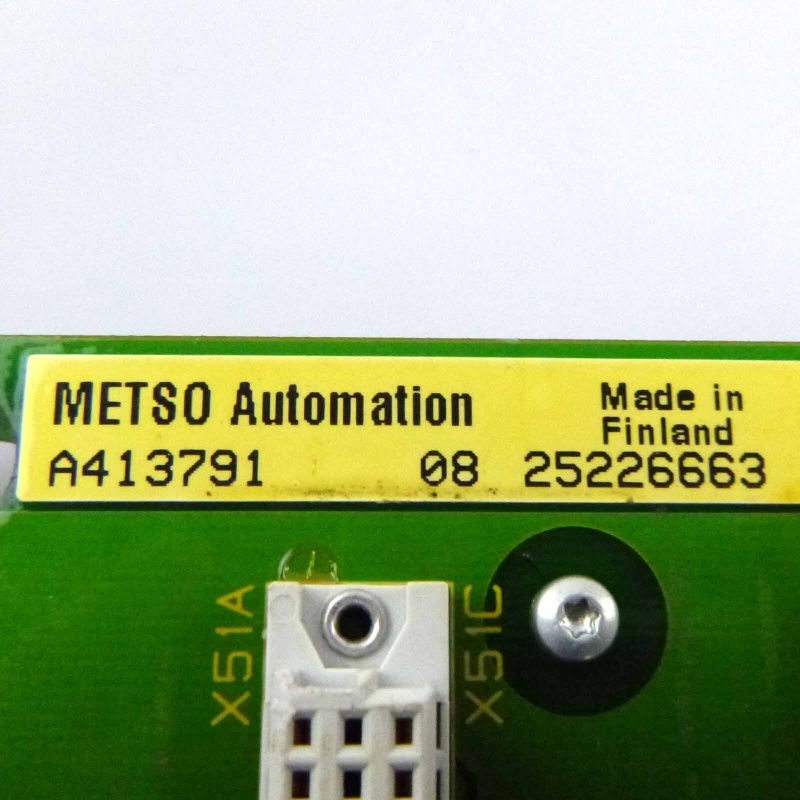 METSO Automation
Made in
Finland
A413791 08 25226663
X51A
X51C